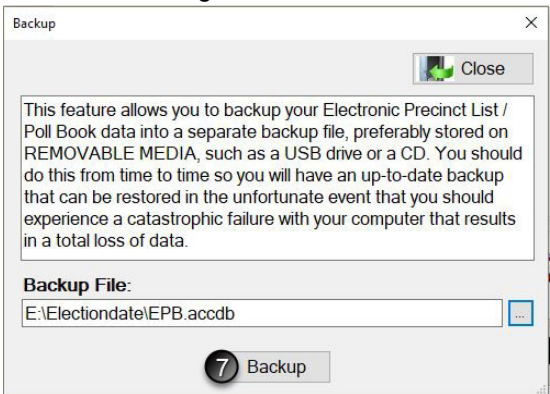 Backup
Close
This feature allows you to backup your Electronic Precinct List /
Poll Book data into a separate backup file, preferably stored on
REMOVABLE MEDIA, such as a USB drive or a CD. You should
do this from time to time so you will have an up-to-date backup
that can be restored in the unfortunate event that you should
experience a catastrophic failure with your computer that results
in a total loss of data.
Backup File:
E:\Electiondate\EPB.accdb
...
7 Backup